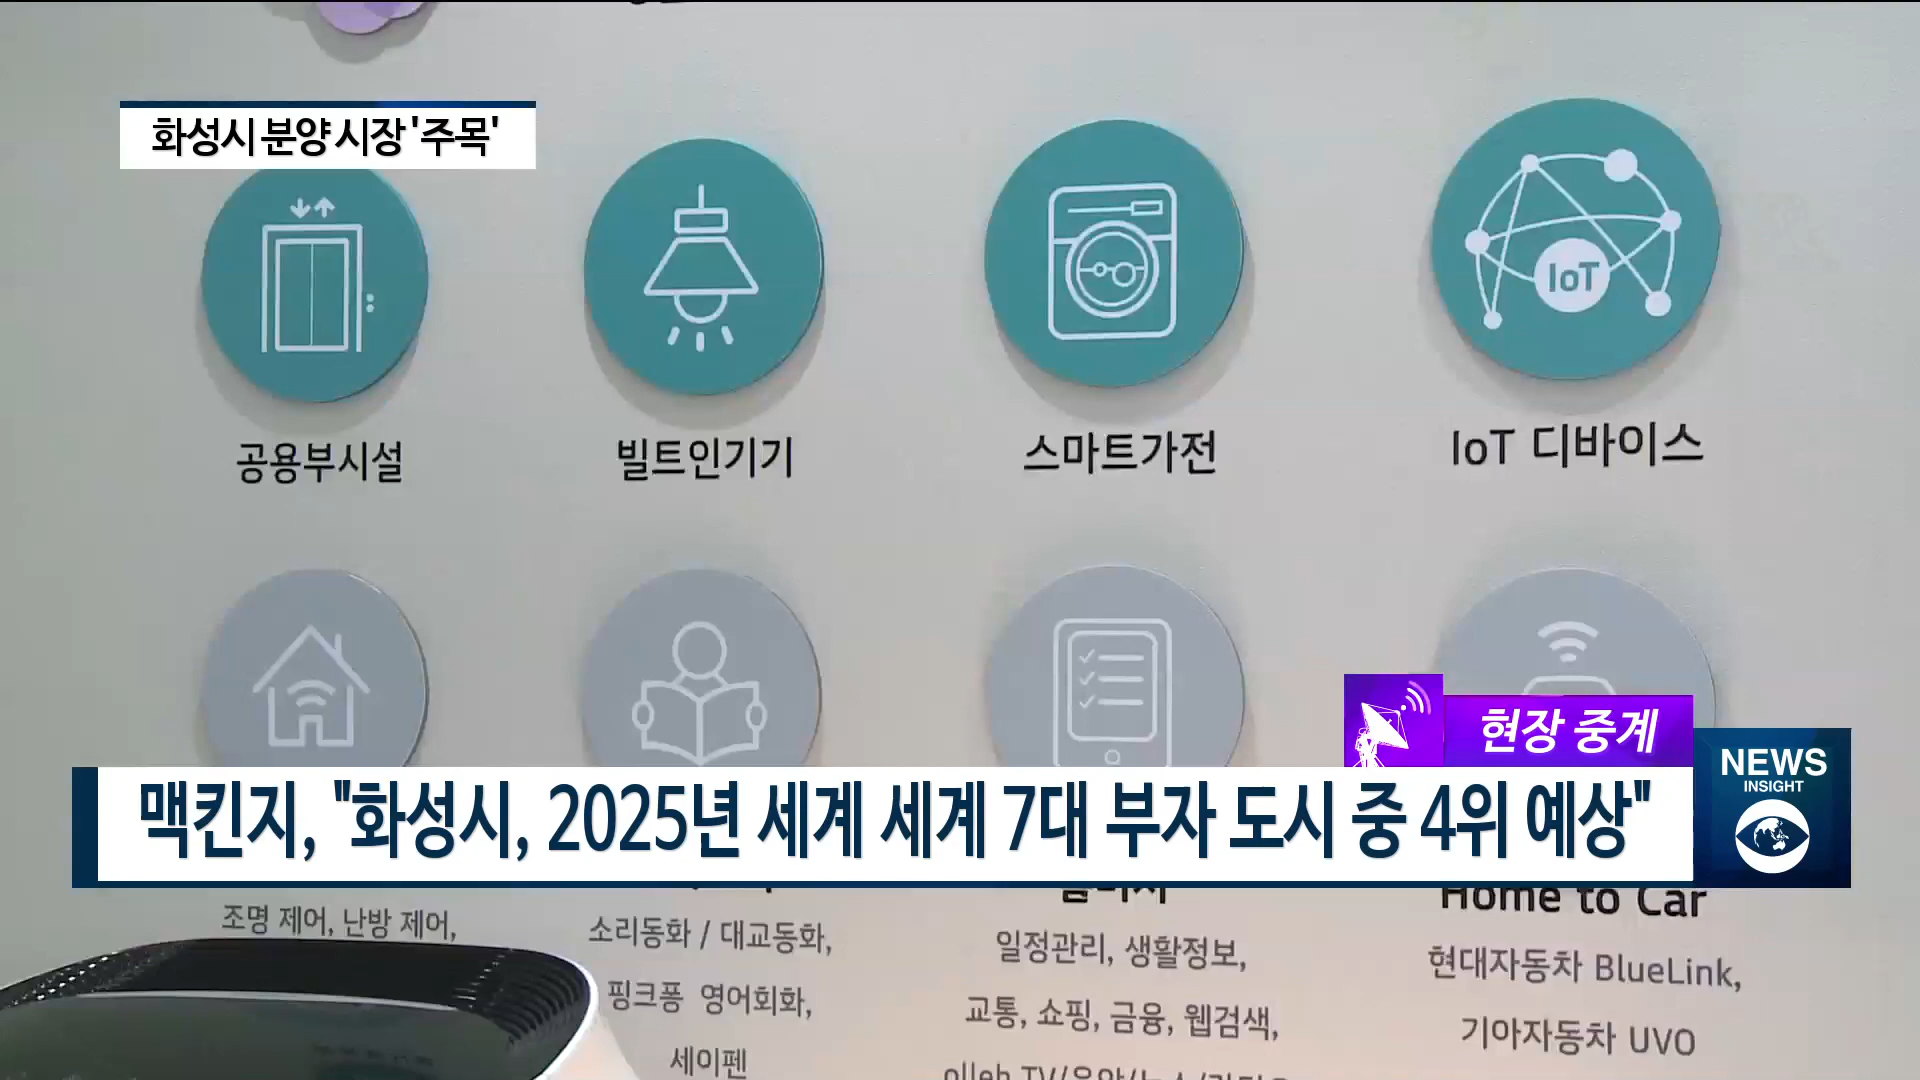 화성시 분양 시장 '주목'
IoT
공용부시설
빌트인기기
스마트가전
IoT 디바이스
현장 중계
NEWS
INSIGHT
맥킨지, "화성시, 2025년 세계 세계 7대 부자 도시 중 4위 예상"
Home to Car
조명 제어, 난방 제어,
소리동화 / 대교동화,
핑크퐁 영어회화,
세이펜
일정관리, 생활정보,
교통, 쇼핑, 금융, 웹검색,
현대자동차 BlueLink,
기아자동차 UVO